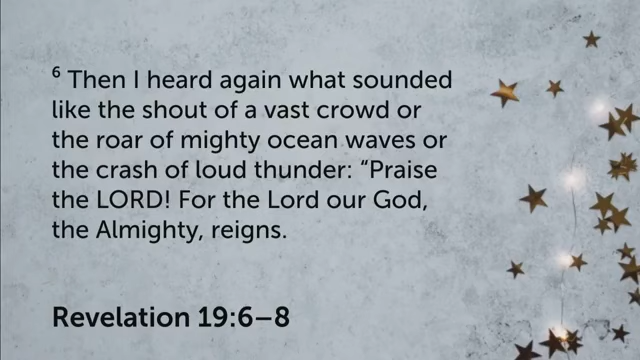 6 Then I heard again what sounded
like the shout of a vast crowd or
the roar of mighty ocean waves or
the crash of loud thunder: “Praise
the LORD! For the Lord our God,
the Almighty, reigns.
Revelation 19:6–8